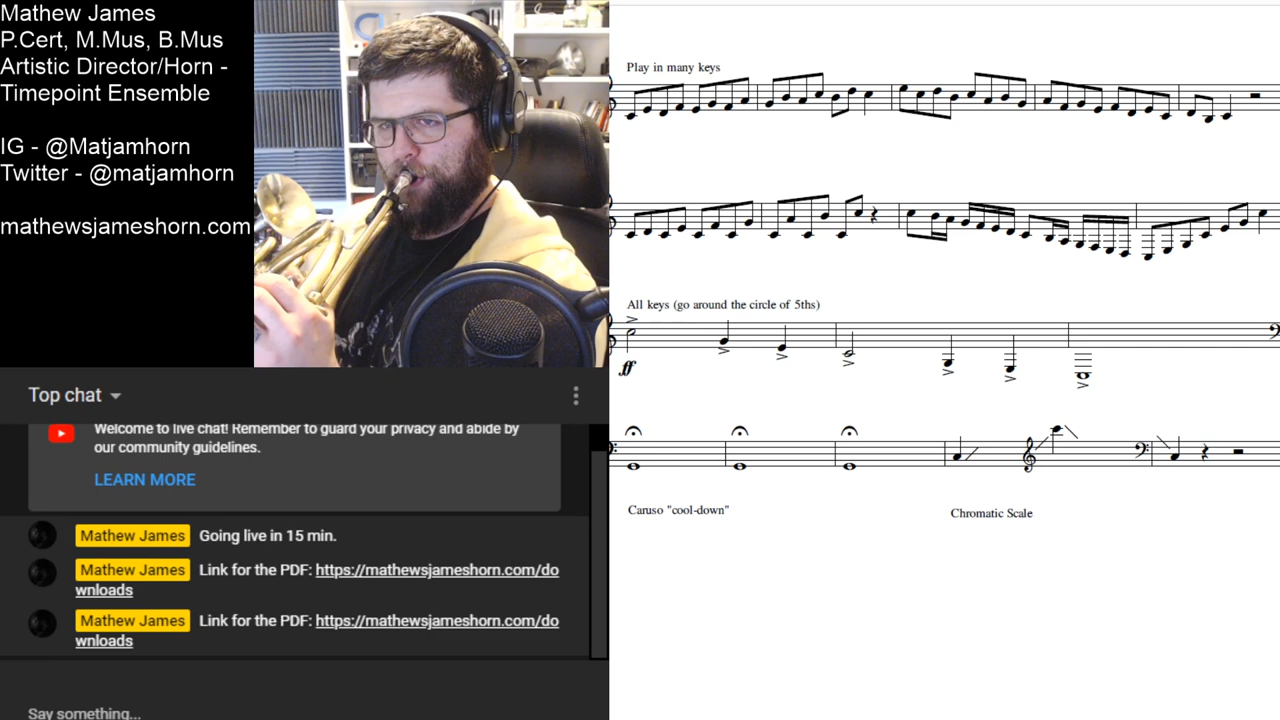 Mathew James
P.Cert, M.Mus, B.Mus
Artistic Director/Horn -
Timepoint Ensemble
IG - @Matjamhorn
Twitter - @matjamhorn
mathewsjameshorn.com
Top chat
Welcome to live chat! Remember to guard your privacy and abide by
our community guidelines.
LEARN MORE
Mathew James Going live in 15 min.
Mathew James Link for the PDF: https://mathewsjameshorn.com/do
wnloads
Mathew James Link for the PDF: https://mathewsjameshorn.com/do
wnloads
Say something...
Play in many keys
All keys (go around the circle of 5ths)
ff
Caruso "cool-down"
Chromatic Scale